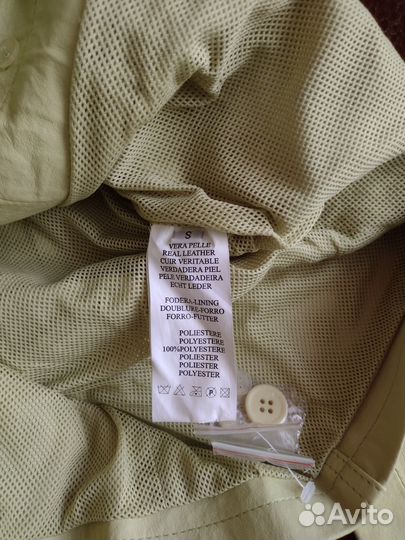 S
VERA PELLE
REAL LEATHER
CUIR VERITABLE
VERDADERA PIEL
PELE VERDADEIRA
ECHT LEDER
FODERA-LINING
DOUBLURE-FORRO
FORRO-FUTTER
POLIESTERE
POLYESTERE
100%POLYESTERE
POLIESTER
POLIESTER
POLYESTER
P
Avito